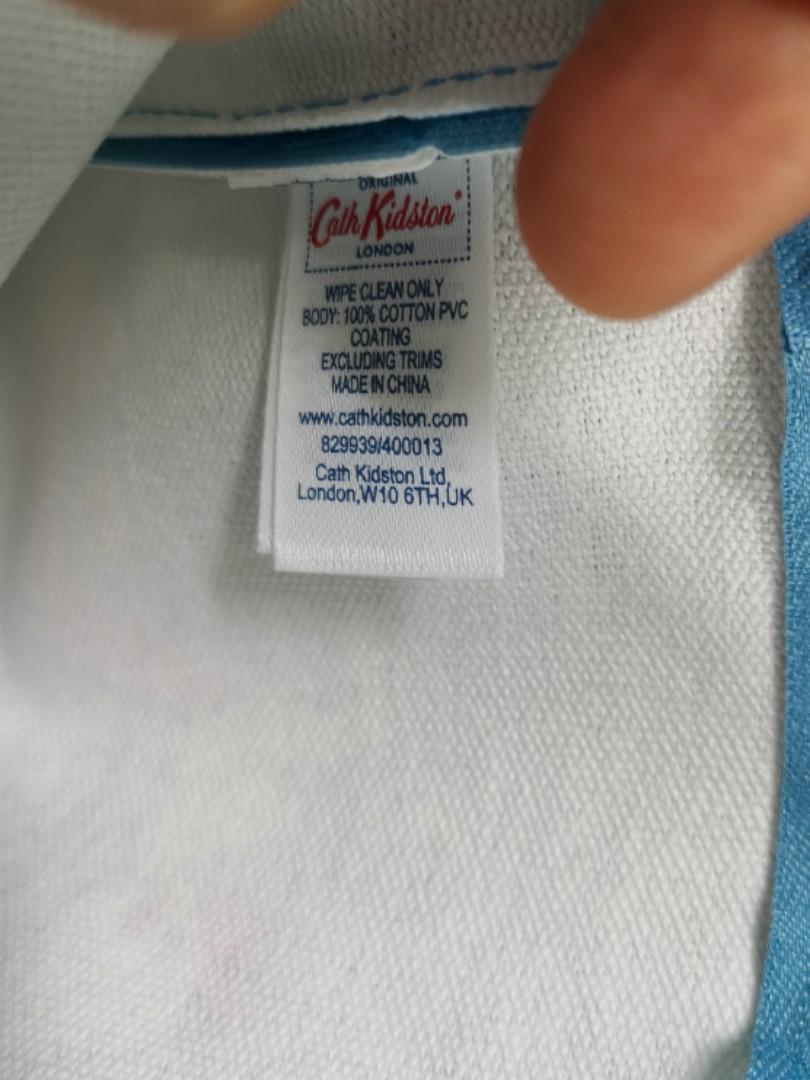 ORIGINAL
Cath Kidston
LONDON
WIPE CLEAN ONLY
BODY: 100% COTTON PVC
COATING
EXCLUDING TRIMS
MADE IN CHINA
www.cathkidston.com
829939/400013
Cath Kidston Ltd,
London,W10 6TH,UK